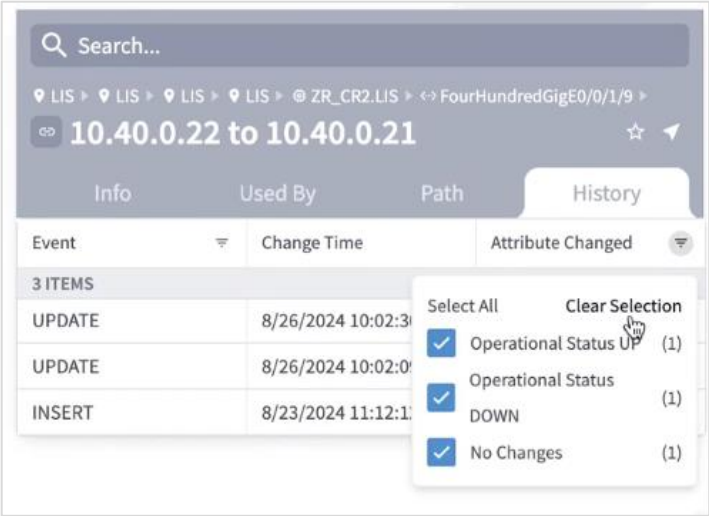 Search...
LIS LIS LIS LIS ZR_CR2.LIS FourHundredGigE0/0/1/9
10.40.0.22 to 10.40.0.21
Info Used By Path History
Event Change Time Attribute Changed
3 ITEMS
UPDATE 8/26/2024 10:02:30
UPDATE 8/26/2024 10:02:09
INSERT 8/23/2024 11:12:1
Select All Clear Selection
Operational Status UP (1)
Operational Status
DOWN (1)
No Changes (1)